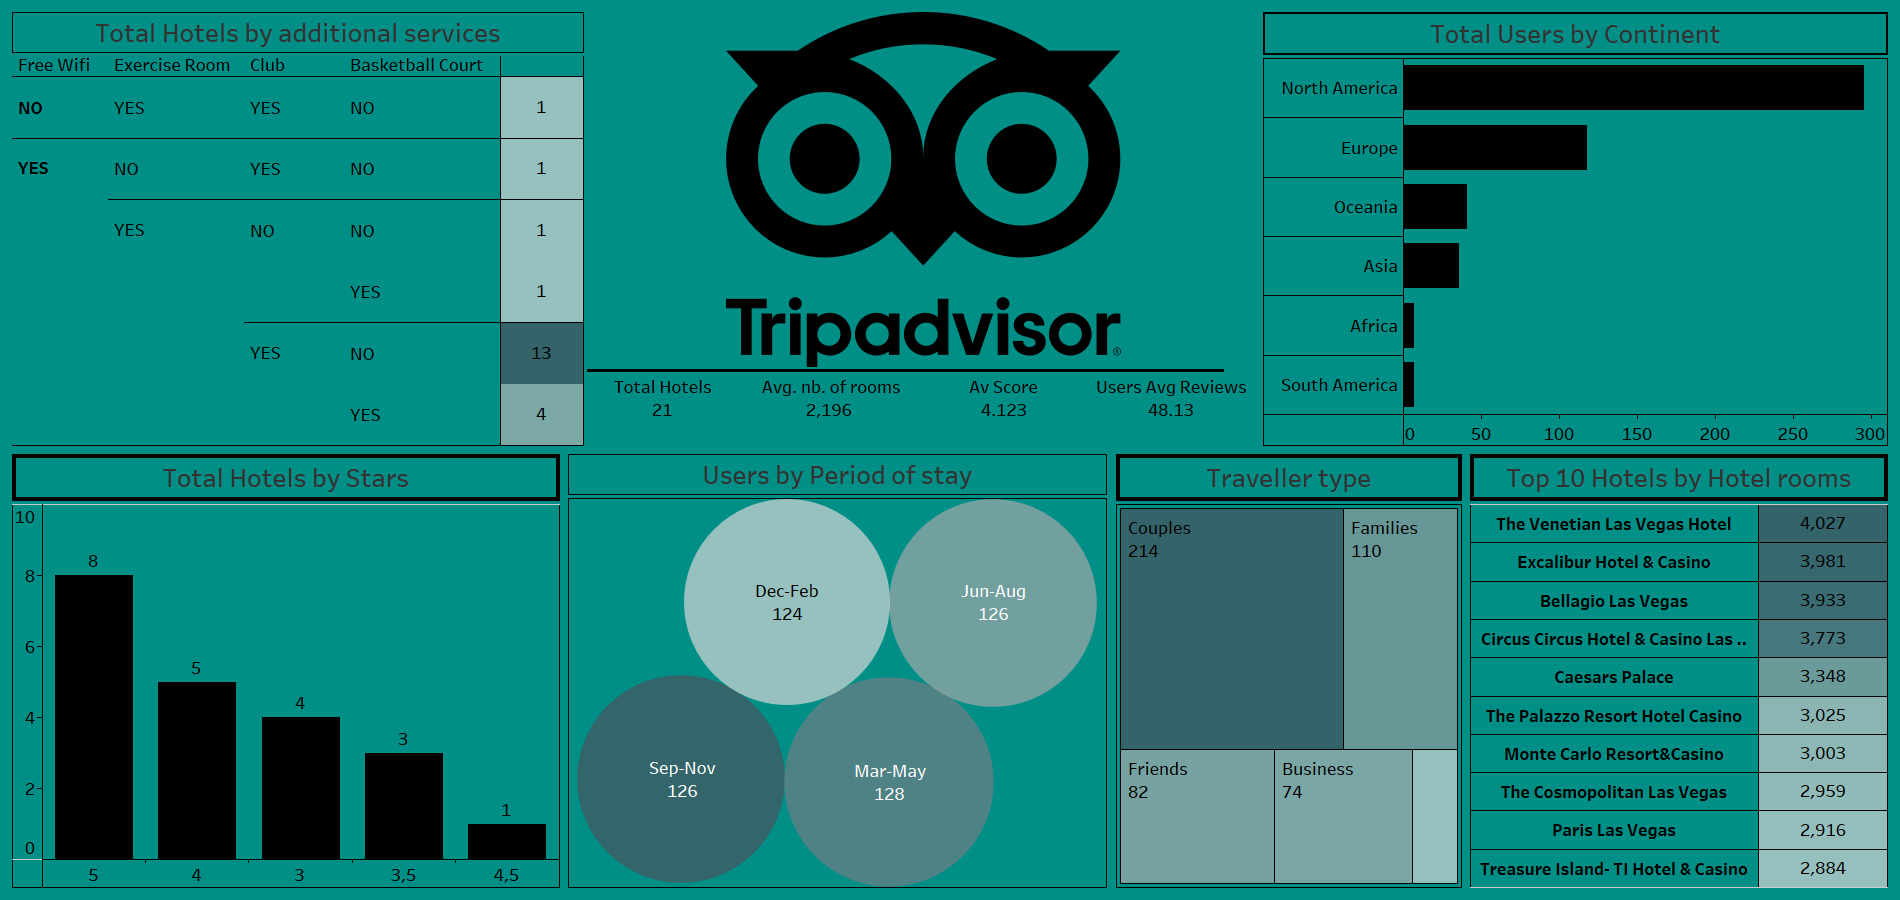 Total Hotels by additional services
Free Wifi Exercise Room Club Basketball Court
NO YES YES NO 1
YES NO YES NO 1
YES NO NO 1
YES 1
YES NO 13
YES 4
Tripadvisor®
Total Hotels Avg. nb. of rooms Av Score Users Avg Reviews
21 2,196 4.123 48.13
Total Users by Continent
North America
Europe
Oceania
Asia
Africa
South America
0 50 100 150 200 250 300
Total Hotels by Stars
10
8
6
4
2
0
8
5
4
3
1
5 4 3 3,5 4,5
Users by Period of stay
Dec-Feb
124
Jun-Aug
126
Sep-Nov
126
Mar-May
128
Traveller type
Couples
214
Families
110
Friends
82
Business
74
Top 10 Hotels by Hotel rooms
The Venetian Las Vegas Hotel 4,027
Excalibur Hotel & Casino 3,981
Bellagio Las Vegas 3,933
Circus Circus Hotel & Casino Las .. 3,773
Caesars Palace 3,348
The Palazzo Resort Hotel Casino 3,025
Monte Carlo Resort&Casino 3,003
The Cosmopolitan Las Vegas 2,959
Paris Las Vegas 2,916
Treasure Island- TI Hotel & Casino 2,884